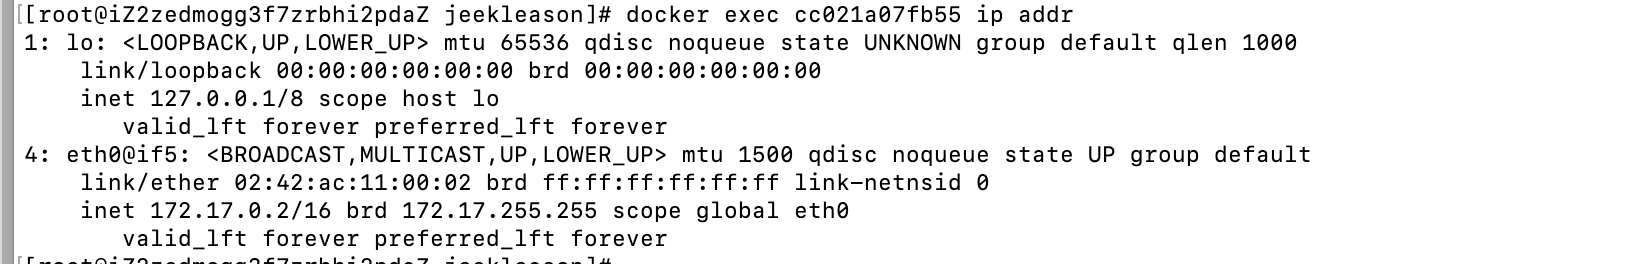 [[root@iZ2zedmogg3f7zrbhi2pdaZ jeekleason]# docker exec cc021a07fb55 ip addr
1: lo: <LOOPBACK,UP,LOWER_UP> mtu 65536 qdisc noqueue state UNKNOWN group default qlen 1000
    link/loopback 00:00:00:00:00:00 brd 00:00:00:00:00:00
    inet 127.0.0.1/8 scope host lo
       valid_lft forever preferred_lft forever
4: eth0@if5: <BROADCAST,MULTICAST,UP,LOWER_UP> mtu 1500 qdisc noqueue state UP group default
    link/ether 02:42:ac:11:00:02 brd ff:ff:ff:ff:ff:ff link-netnsid 0
    inet 172.17.0.2/16 brd 172.17.255.255 scope global eth0
       valid_lft forever preferred_lft forever
[[root@iZ2zedmogg3f7zrbhi2pdaZ jeekleason]#